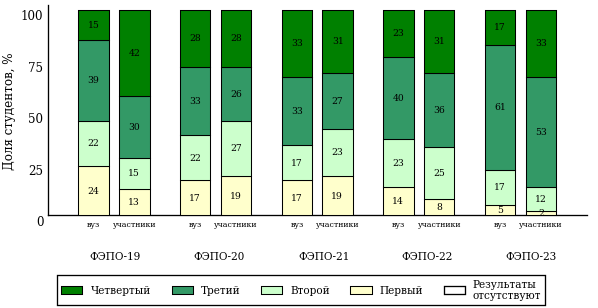 Доля студентов, %
100
75
50
25
0
15 42 28 28 33 31 23 31 17 33
39 30 33 26 33 27 40 36 61 53
22 15 22 27 17 23 23 25 17 12
24 13 17 19 17 19 14 8 5 2
вуз участники вуз участники вуз участники вуз участники вуз участники
ФЭПО-19 ФЭПО-20 ФЭПО-21 ФЭПО-22 ФЭПО-23
Четвертый Третий Второй Первый Результаты
отсутствуют